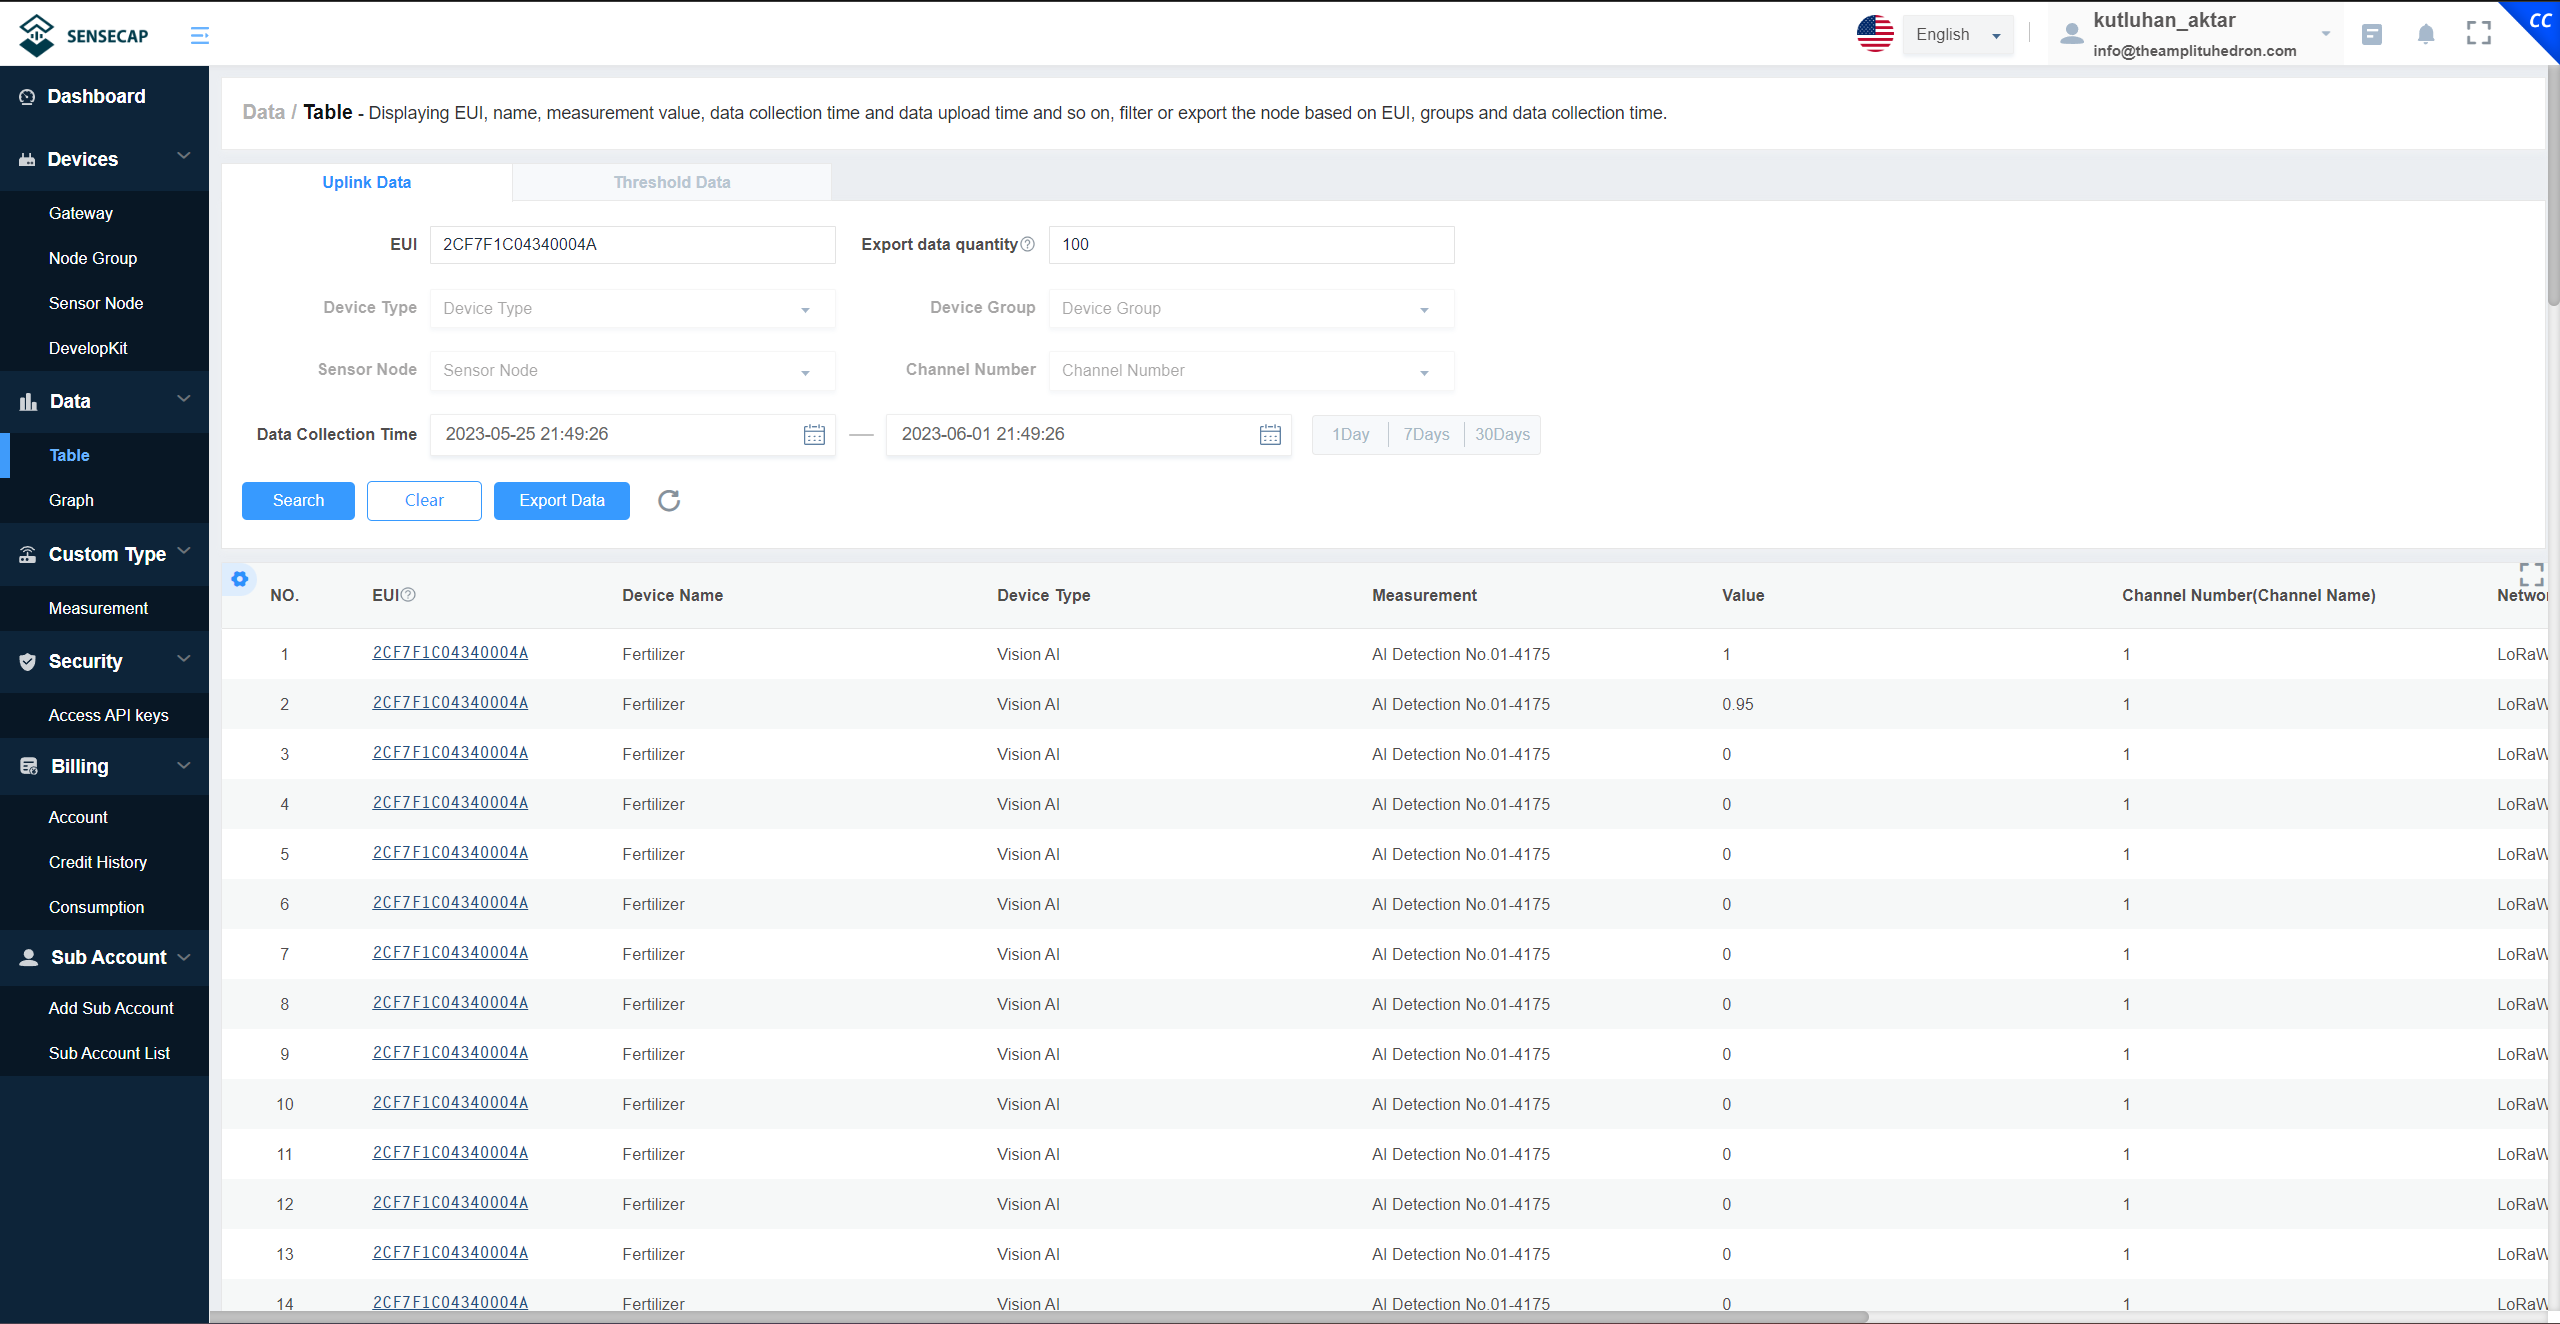 SENSECAP
English
kutluhan_aktar
info@theamplituhedron.com
CC
Dashboard
Devices
Gateway
Node Group
Sensor Node
DevelopKit
Data
Table
Graph
Custom Type
Measurement
Security
Access API keys
Billing
Account
Credit History
Consumption
Sub Account
Add Sub Account
Sub Account List
Data / Table - Displaying EUI, name, measurement value, data collection time and data upload time and so on, filter or export the node based on EUI, groups and data collection time.
Uplink Data Threshold Data
EUI 2CF7F1C04340004A Export data quantity 100
Device Type Device Type Device Group Device Group
Sensor Node Sensor Node Channel Number Channel Number
Data Collection Time 2023-05-25 21:49:26 — 2023-06-01 21:49:26 1Day 7Days 30Days
Search Clear Export Data
NO. EUI Device Name Device Type Measurement Value Channel Number(Channel Name) Netwo
1 2CF7F1C04340004A Fertilizer Vision AI AI Detection No.01-4175 1 1 LoRaW
2 2CF7F1C04340004A Fertilizer Vision AI AI Detection No.01-4175 0.95 1 LoRaW
3 2CF7F1C04340004A Fertilizer Vision AI AI Detection No.01-4175 0 1 LoRaW
4 2CF7F1C04340004A Fertilizer Vision AI AI Detection No.01-4175 0 1 LoRaW
5 2CF7F1C04340004A Fertilizer Vision AI AI Detection No.01-4175 0 1 LoRaW
6 2CF7F1C04340004A Fertilizer Vision AI AI Detection No.01-4175 0 1 LoRaW
7 2CF7F1C04340004A Fertilizer Vision AI AI Detection No.01-4175 0 1 LoRaW
8 2CF7F1C04340004A Fertilizer Vision AI AI Detection No.01-4175 0 1 LoRaW
9 2CF7F1C04340004A Fertilizer Vision AI AI Detection No.01-4175 0 1 LoRaW
10 2CF7F1C04340004A Fertilizer Vision AI AI Detection No.01-4175 0 1 LoRaW
11 2CF7F1C04340004A Fertilizer Vision AI AI Detection No.01-4175 0 1 LoRaW
12 2CF7F1C04340004A Fertilizer Vision AI AI Detection No.01-4175 0 1 LoRaW
13 2CF7F1C04340004A Fertilizer Vision AI AI Detection No.01-4175 0 1 LoRaW
14 2CF7F1C04340004A Fertilizer Vision AI AI Detection No.01-4175 0 1 LoRaW